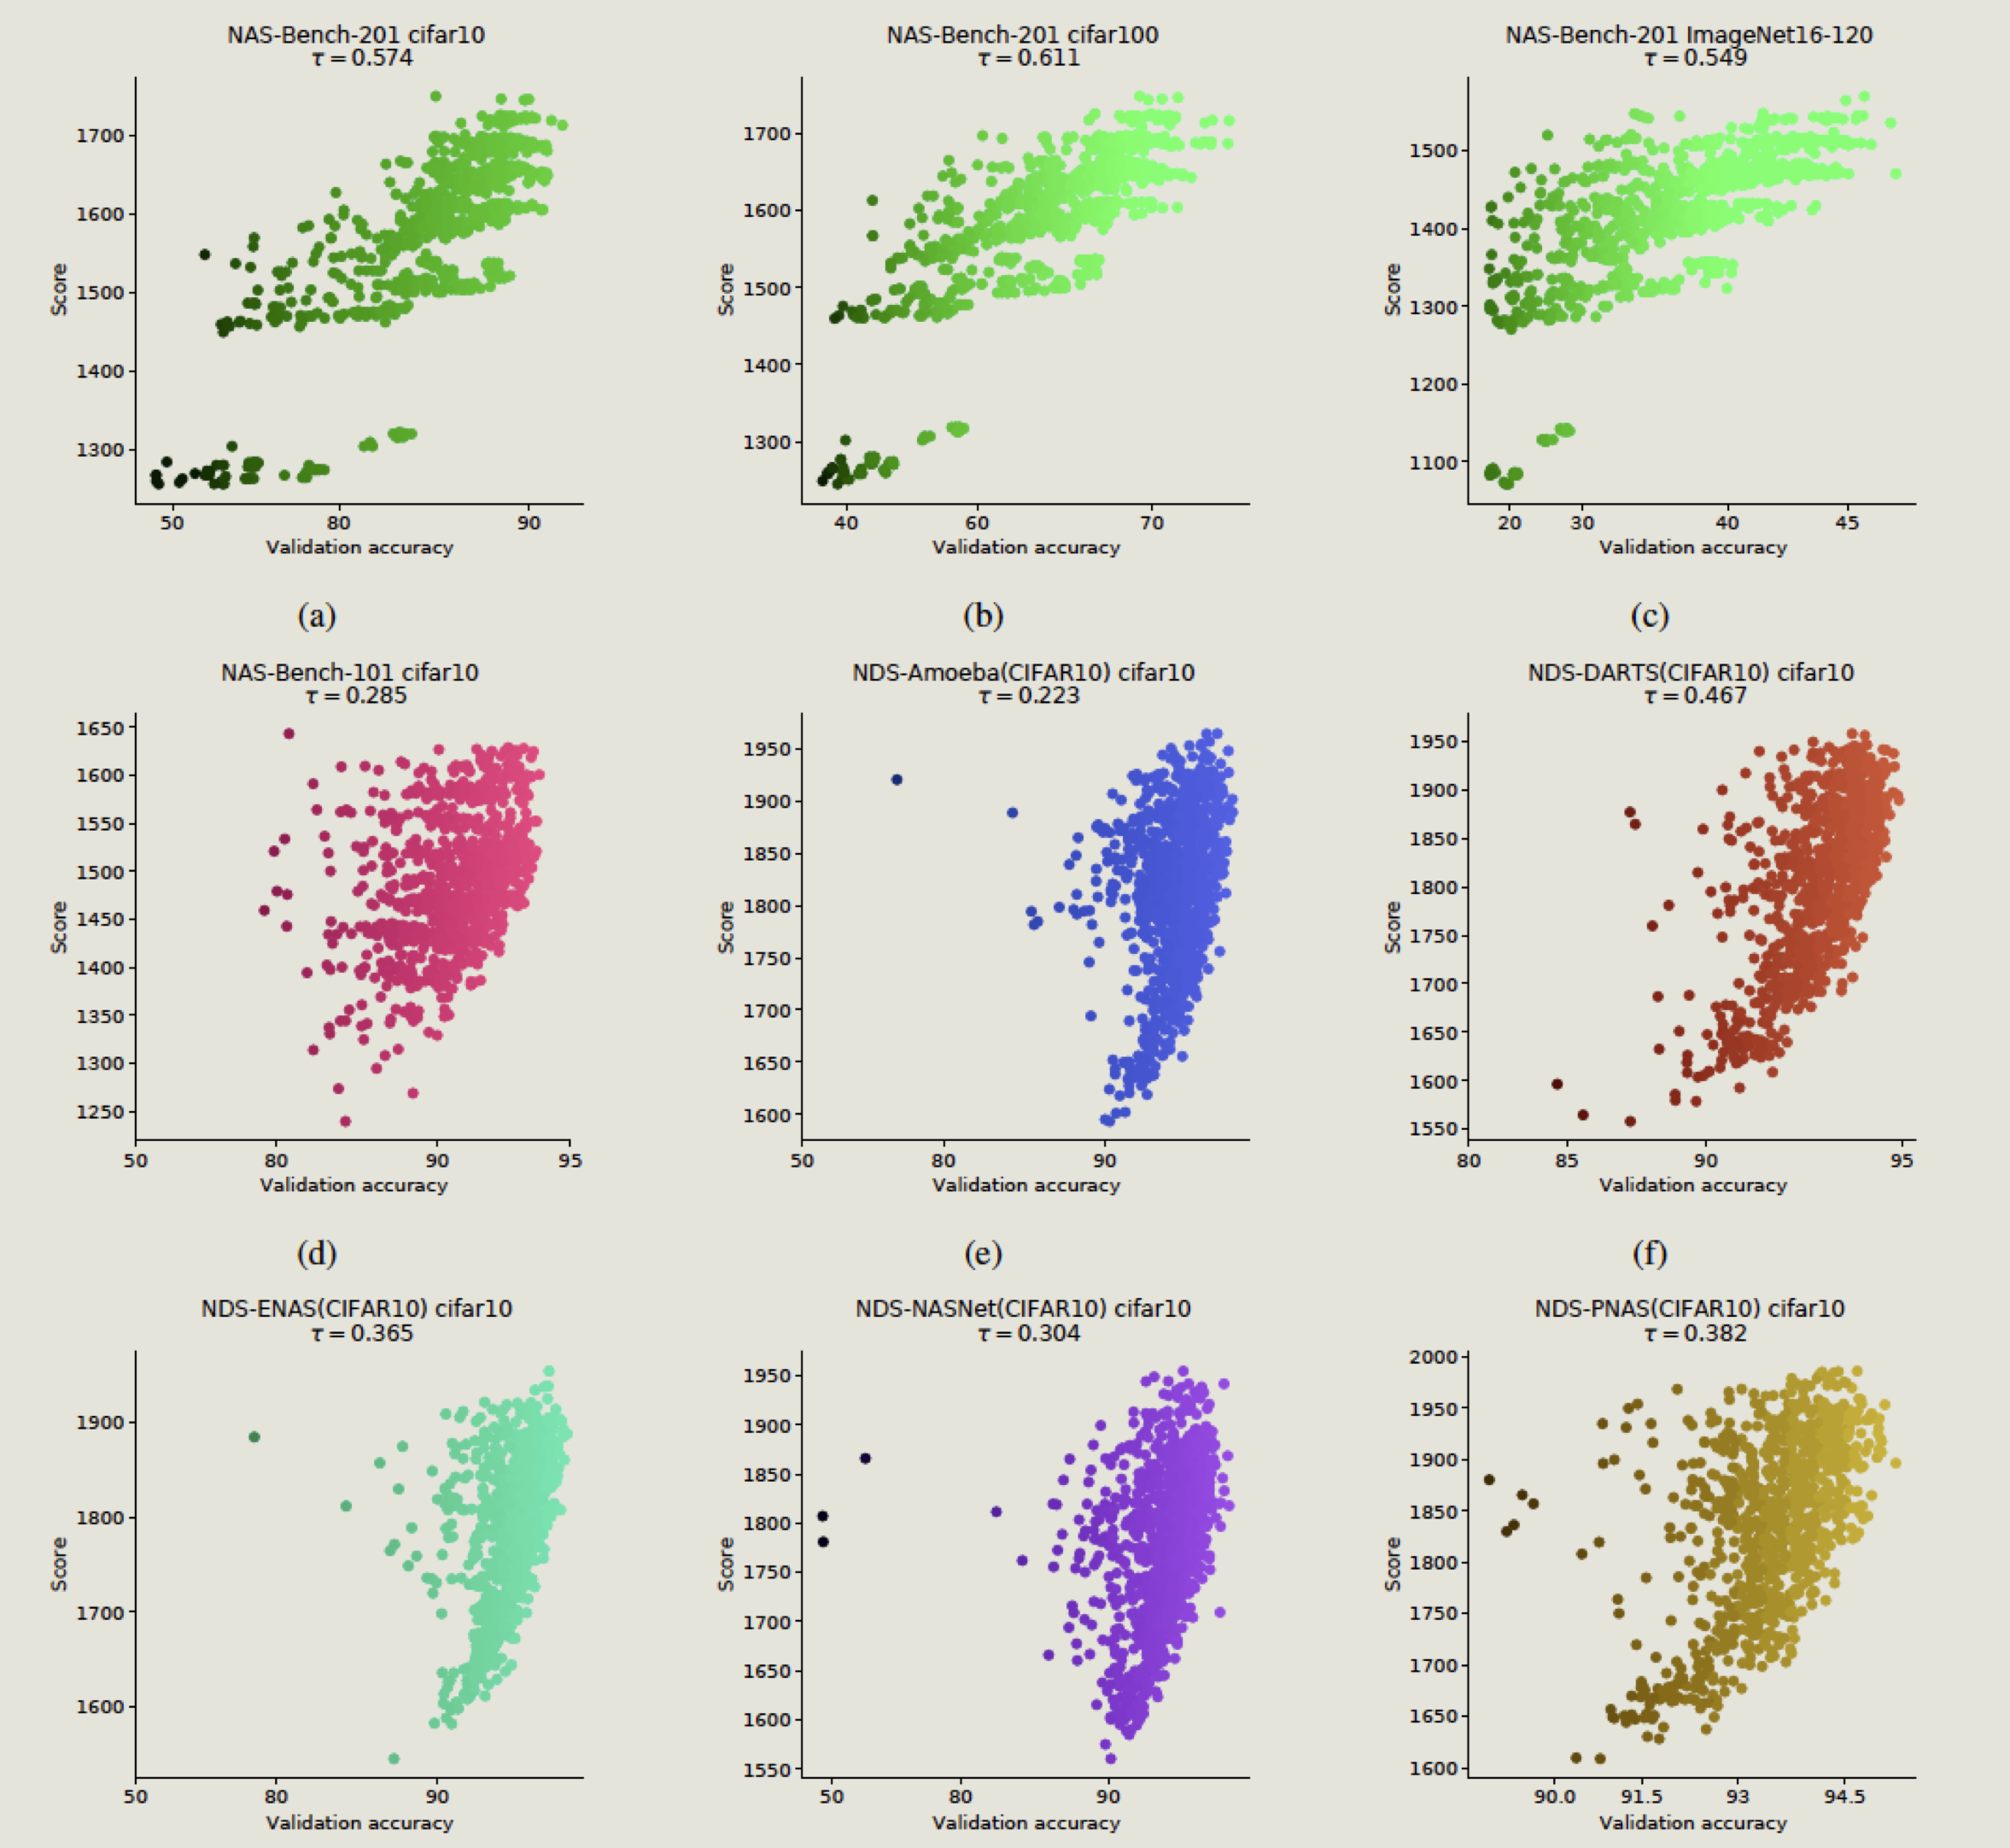 NAS-Bench-201 cifar10
τ = 0.574
1700
1600
1500
1400
1300
Score
50 80 90
Validation accuracy
(a)
NAS-Bench-201 cifar100
τ = 0.611
1700
1600
1500
1400
1300
Score
40 60 70
Validation accuracy
(b)
NAS-Bench-201 ImageNet16-120
τ = 0.549
1500
1400
1300
1200
1100
Score
20 30 40 45
Validation accuracy
(c)
NAS-Bench-101 cifar10
τ = 0.285
1650
1600
1550
1500
1450
1400
1350
1300
1250
Score
50 80 90 95
Validation accuracy
(d)
NDS-Amoeba(CIFAR10) cifar10
τ = 0.223
1950
1900
1850
1800
1750
1700
1650
1600
Score
50 80 90
Validation accuracy
(e)
NDS-DARTS(CIFAR10) cifar10
τ = 0.467
1950
1900
1850
1800
1750
1700
1650
1600
1550
Score
80 85 90 95
Validation accuracy
(f)
NDS-ENAS(CIFAR10) cifar10
τ = 0.365
1900
1800
1700
1600
Score
50 80 90
Validation accuracy
NDS-NASNet(CIFAR10) cifar10
τ = 0.304
1950
1900
1850
1800
1750
1700
1650
1600
1550
Score
50 80 90
Validation accuracy
NDS-PNAS(CIFAR10) cifar10
τ = 0.382
2000
1950
1900
1850
1800
1750
1700
1650
1600
Score
90.0 91.5 93 94.5
Validation accuracy